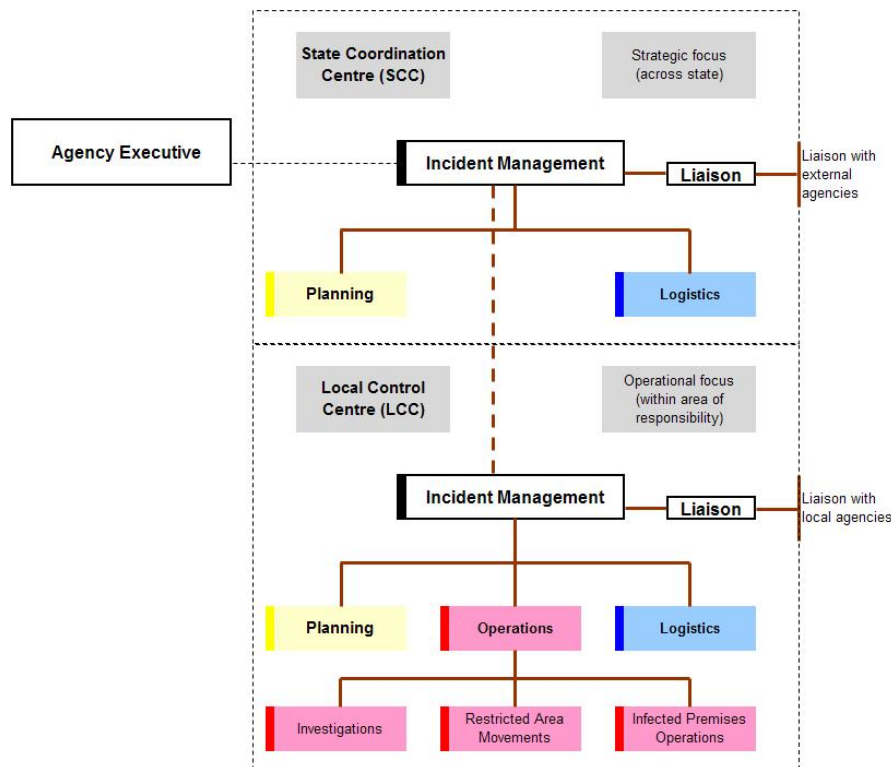 State Coordination
Centre (SCC)
Strategic focus
(across state)
Agency Executive
Incident Management
Liaison
Liaison with
external
agencies
Planning
Logistics
Local Control
Centre (LCC)
Operational focus
(within area of
responsibility)
Incident Management
Liaison
Liaison with
local agencies
Planning
Operations
Logistics
Investigations
Restricted Area
Movements
Infected Premises
Operations